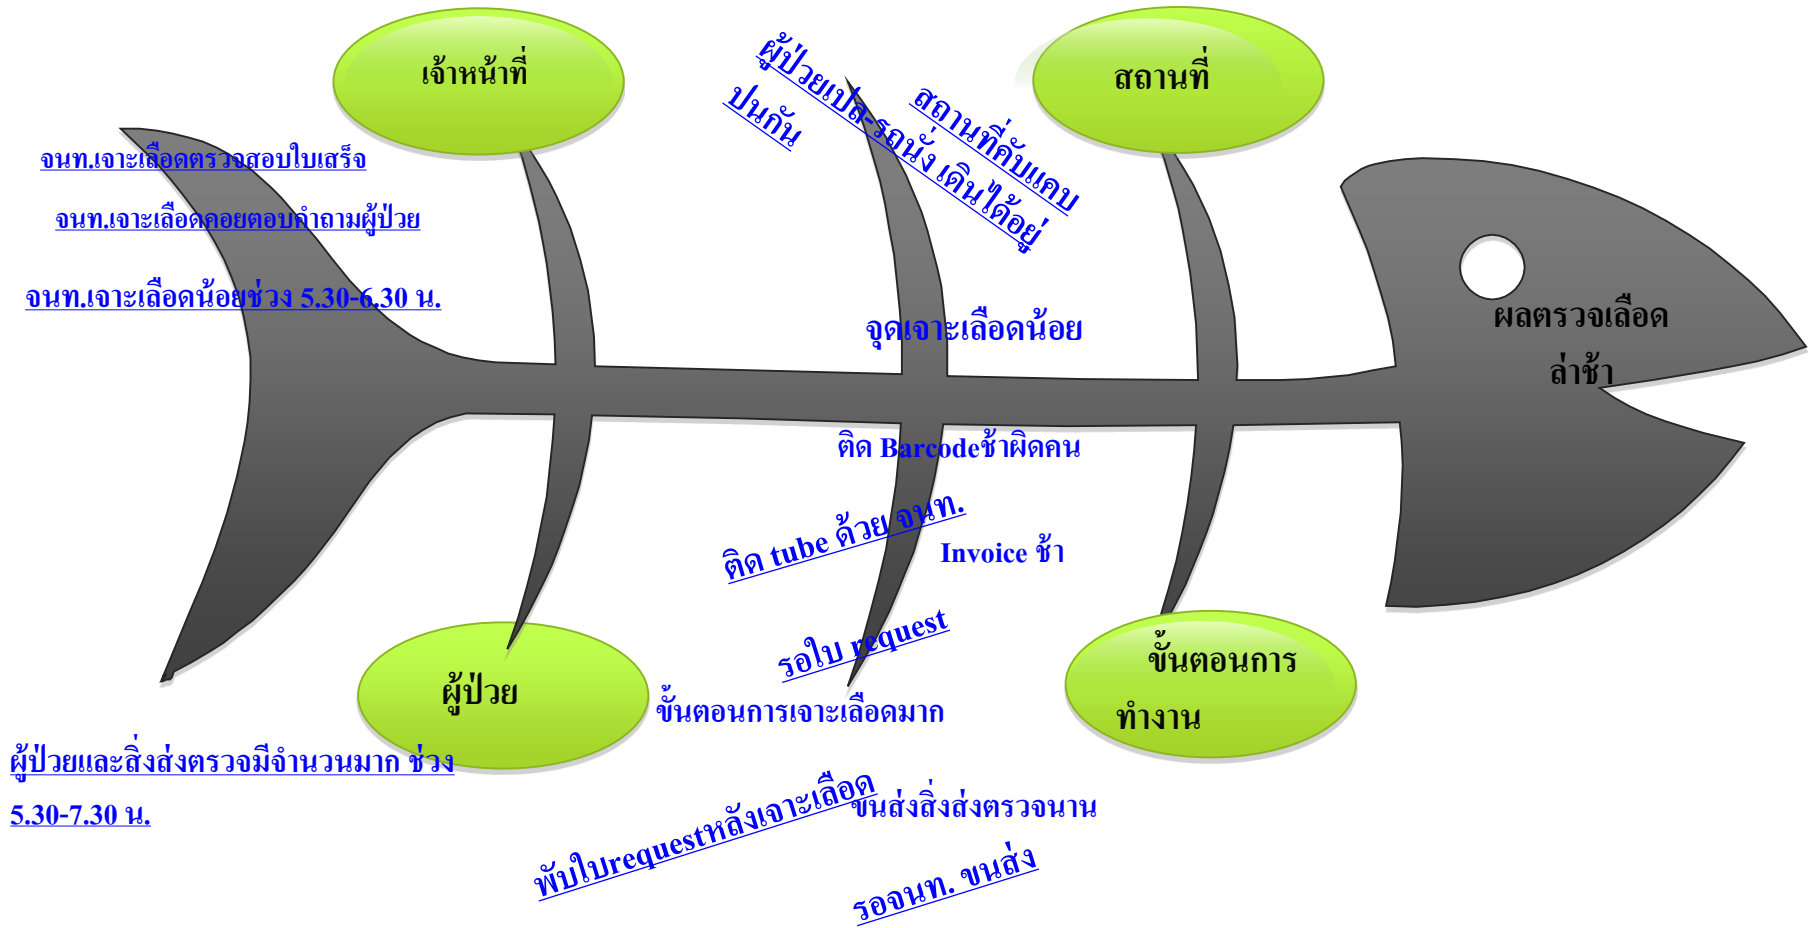 เจ้าหน้าที่
สถานที่
ผู้ป่วยเปล-รถนั่ง เดินได้อยู่
ปนกัน
สถานที่คับแคบ
จนท.เจาะเลือดตรวจสอบใบเสร็จ
จนท.เจาะเลือดคอยตอบคำถามผู้ป่วย
จนท.เจาะเลือดน้อยช่วง 5.30-6.30 น.
จุดเจาะเลือดน้อย
ผลตรวจเลือด
ล่าช้า
ติด Barcodeช้าผิดคน
ติด tube ด้วย จนท.
Invoice ช้า
รอใบ request
ผู้ป่วย
ขั้นตอนการเจาะเลือดมาก
ขั้นตอนการ
ทำงาน
ผู้ป่วยและสิ่งส่งตรวจมีจำนวนมาก ช่วง
5.30-7.30 น.
พับใบrequestหลังเจาะเลือด
ขนส่งสิ่งส่งตรวจนาน
รอจนท. ขนส่ง